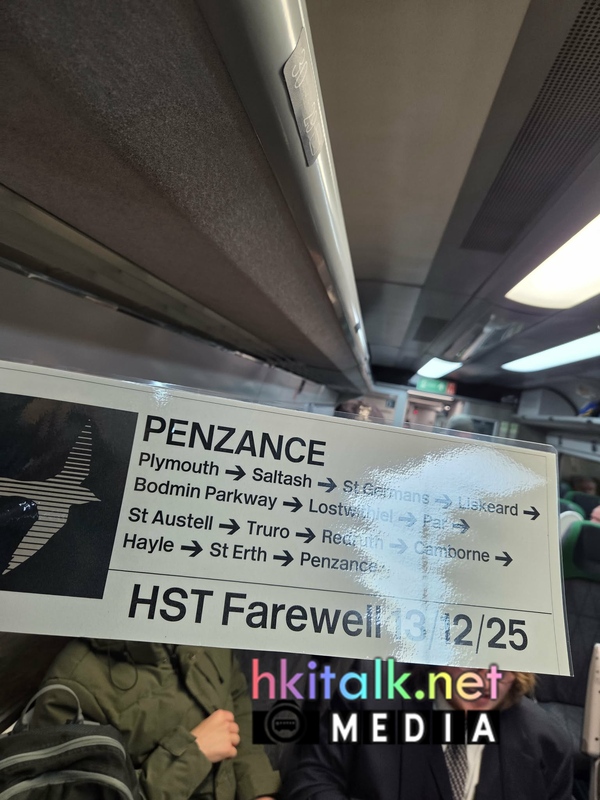 PENZANCE
Plymouth → Saltash → St Germans → Liskeard →
Bodmin Parkway → Lostwithiel → Par →
St Austell → Truro → Redruth → Camborne →
Hayle → St Erth → Penzance
HST Farewell 13/12/25
hkitalk.net
MEDIA